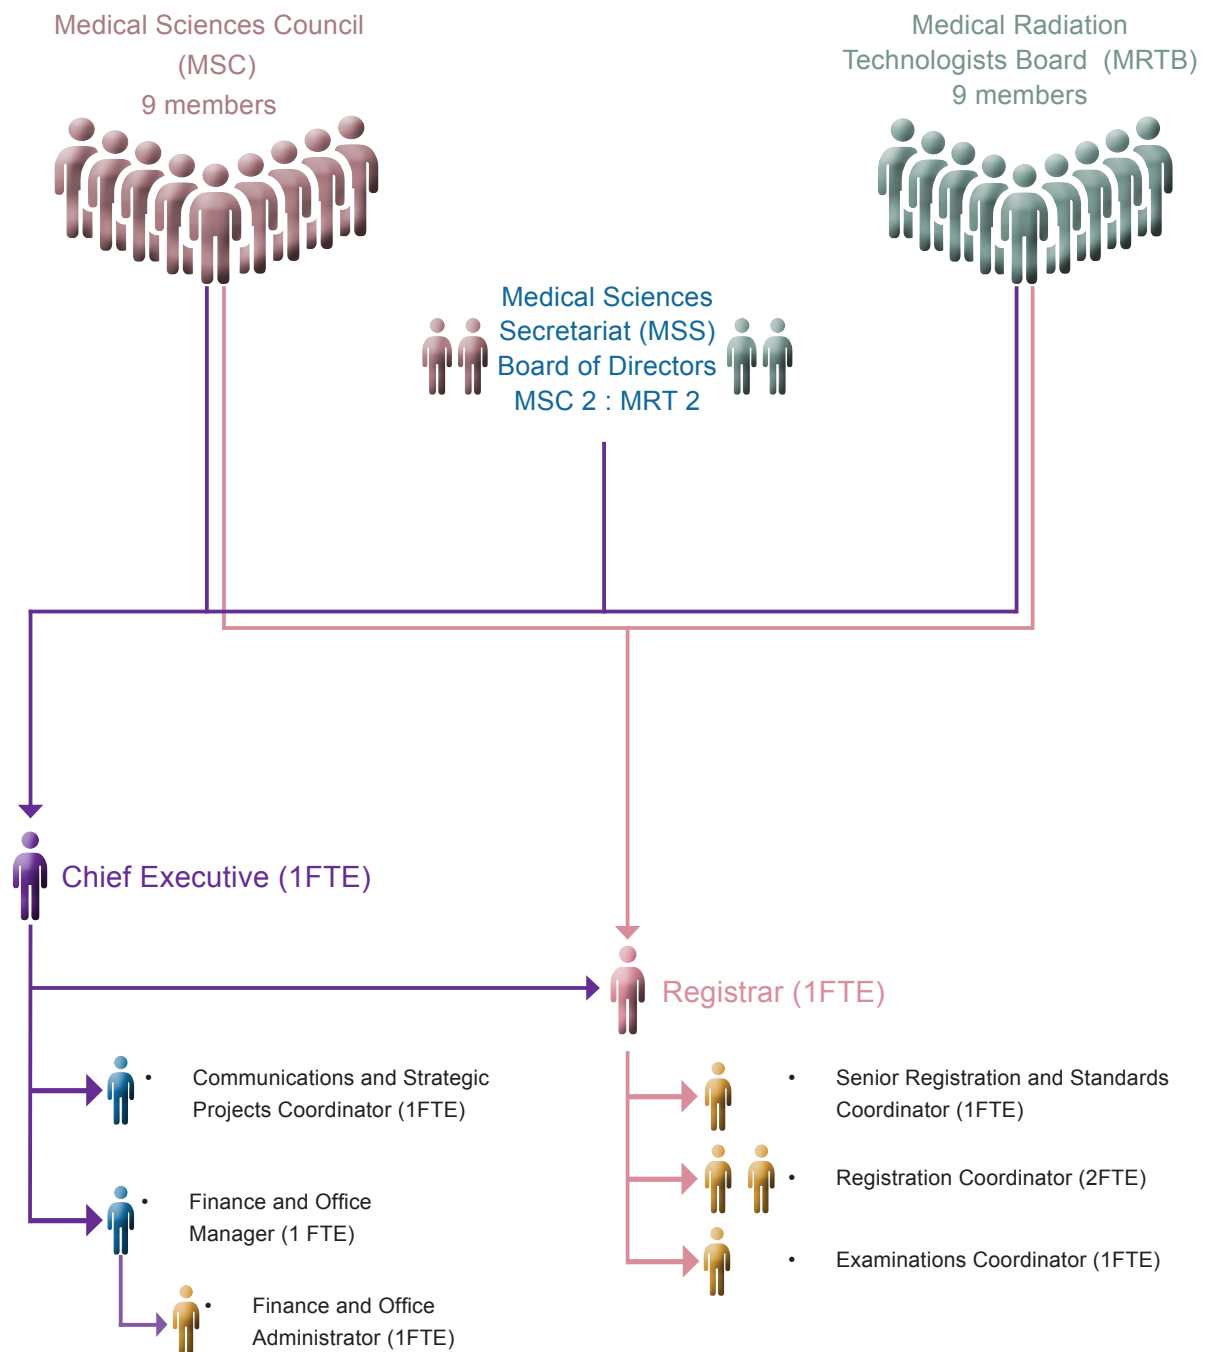 Medical Sciences Council
(MSC)
9 members
Medical Radiation
Technologists Board (MRTB)
9 members
Medical Sciences
Secretariat (MSS)
Board of Directors
MSC 2 : MRT 2
Chief Executive (1FTE)
Registrar (1FTE)
• Communications and Strategic
Projects Coordinator (1FTE)
• Finance and Office
Manager (1 FTE)
• Finance and Office
Administrator (1FTE)
• Senior Registration and Standards
Coordinator (1FTE)
• Registration Coordinator (2FTE)
• Examinations Coordinator (1FTE)